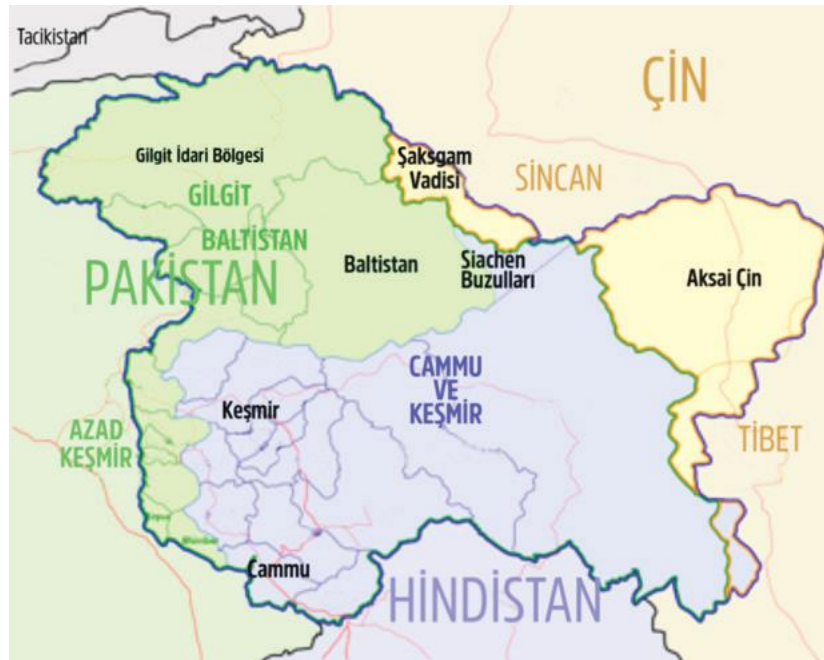 Tacikistan
ÇİN
Gilgit İdari Bölgesi
Şaksgam
Vadisi
SİNCAN
GİLGİT
BALTİSTAN
Baltistan
Siachen
Buzulları
Aksai Çin
PAKİSTAN
CAMMU
VE
KEŞMİR
Keşmir
AZAD
KEŞMİR
TİBET
Cammu
HİNDİSTAN